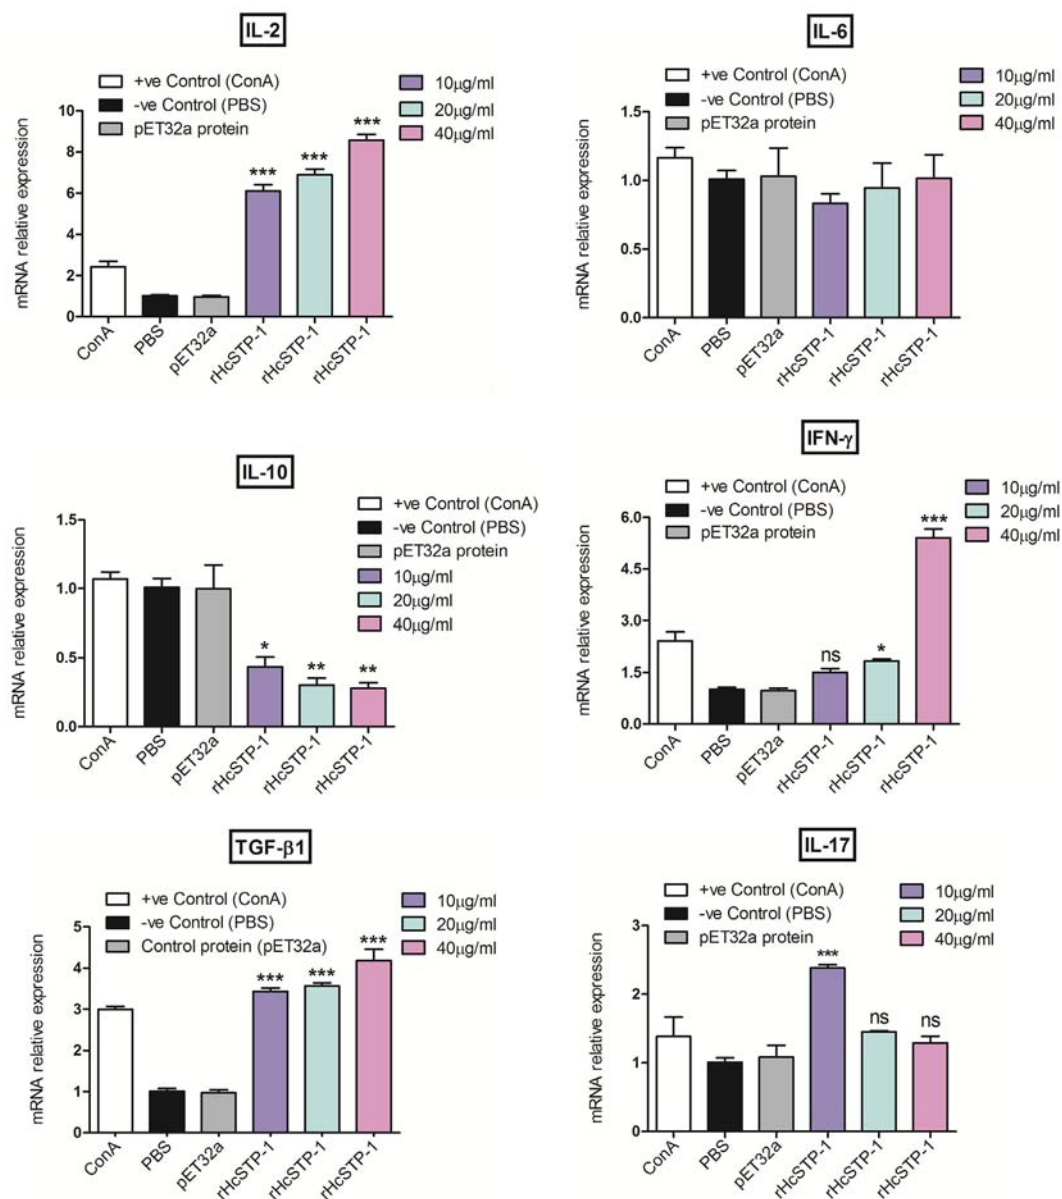 IL-2
+ve Control (ConA)
-ve Control (PBS)
pET32a protein
10µg/ml
20µg/ml
40µg/ml
mRNA relative expression
10
8
6
4
2
0
***
***
***
ConA
PBS
pET32a
rHcSTP-1
rHcSTP-1
rHcSTP-1
IL-6
+ve Control (ConA)
-ve Control (PBS)
pET32a protein
10µg/ml
20µg/ml
40µg/ml
mRNA relative expression
1.5
1.0
0.5
0.0
ConA
PBS
pET32a
rHcSTP-1
rHcSTP-1
rHcSTP-1
IL-10
+ve Control (ConA)
-ve Control (PBS)
pET32a protein
10µg/ml
20µg/ml
40µg/ml
mRNA relative expression
1.5
1.0
0.5
0.0
*
**
**
ConA
PBS
pET32a
rHcSTP-1
rHcSTP-1
rHcSTP-1
IFN-γ
+ve Control (ConA)
-ve Control (PBS)
pET32a protein
10µg/ml
20µg/ml
40µg/ml
mRNA relative expression
6.0
4.5
3.0
1.5
0.0
ns
*
***
ConA
PBS
pET32a
rHcSTP-1
rHcSTP-1
rHcSTP-1
TGF-β1
+ve Control (ConA)
-ve Control (PBS)
Control protein (pET32a)
10µg/ml
20µg/ml
40µg/ml
mRNA relative expression
5
4
3
2
1
0
***
***
***
ConA
PBS
pET32a
rHcSTP-1
rHcSTP-1
rHcSTP-1
IL-17
+ve Control (ConA)
-ve Control (PBS)
pET32a protein
10µg/ml
20µg/ml
40µg/ml
mRNA relative expression
3
2
1
0
***
ns
ns
ConA
PBS
pET32a
rHcSTP-1
rHcSTP-1
rHcSTP-1